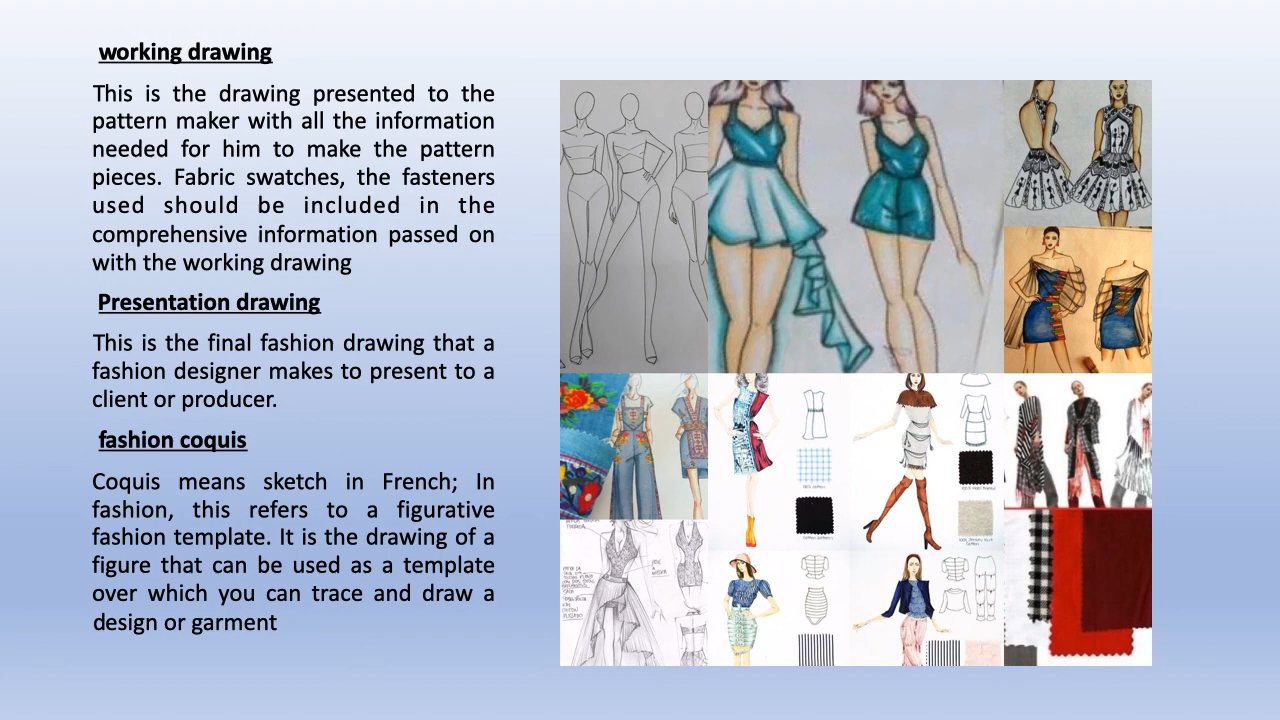 working drawing
This is the drawing presented to the
pattern maker with all the information
needed for him to make the pattern
pieces. Fabric swatches, the fasteners
used should be included in the
comprehensive information passed on
with the working drawing
Presentation drawing
This is the final fashion drawing that a
fashion designer makes to present to a
client or producer.
fashion coquis
Coquis means sketch in French; In
fashion, this refers to a figurative
fashion template. It is the drawing of a
figure that can be used as a template
over which you can trace and draw a
design or garment